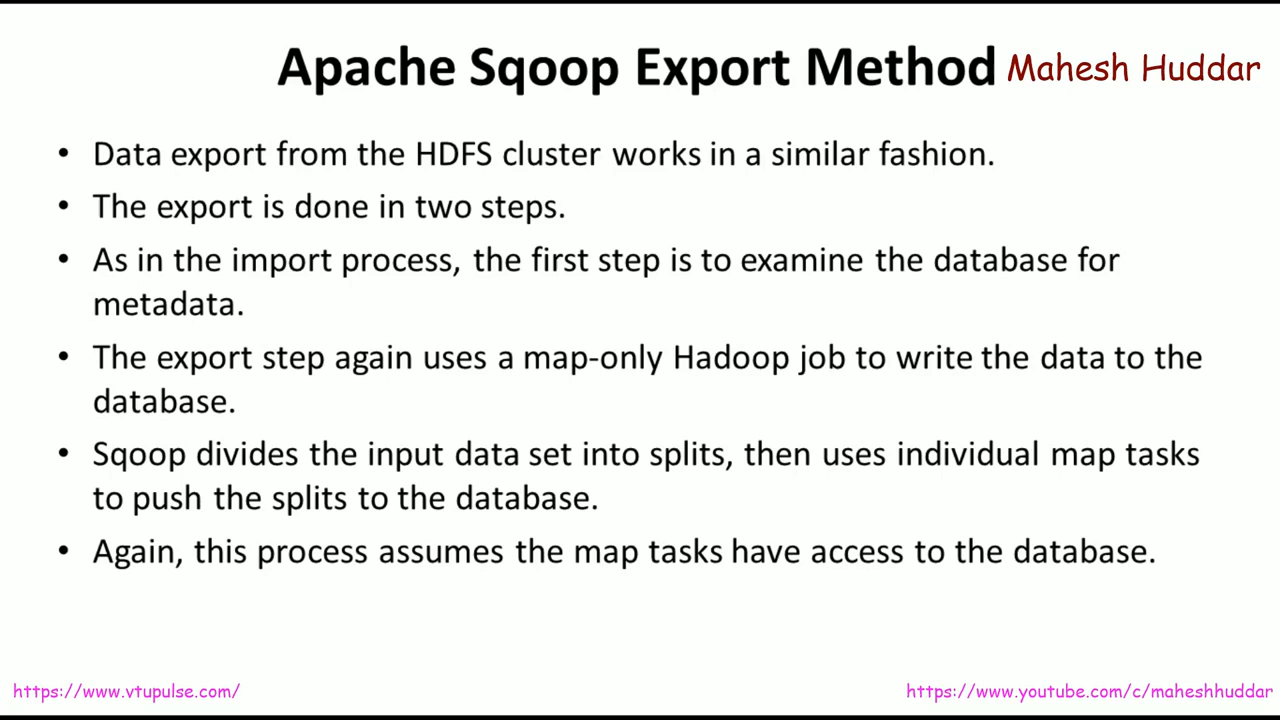 Apache Sqoop Export Method Mahesh Huddar
• Data export from the HDFS cluster works in a similar fashion.
• The export is done in two steps.
• As in the import process, the first step is to examine the database for
metadata.
• The export step again uses a map-only Hadoop job to write the data to the
database.
• Sqoop divides the input data set into splits, then uses individual map tasks
to push the splits to the database.
• Again, this process assumes the map tasks have access to the database.
https://www.vtupulse.com/ https://www.youtube.com/c/maheshhuddar